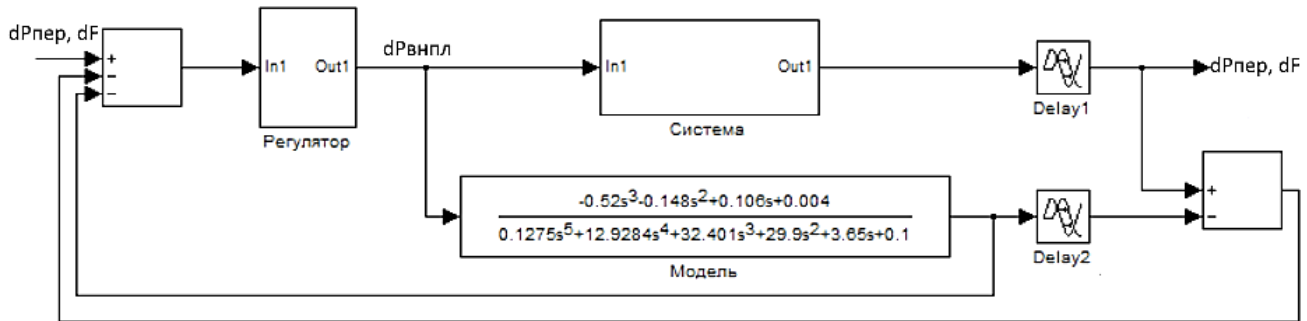 dPпер, dF
+
−
−
In1 Out1
Регулятор
dPвнпл
In1 Out1
Система
Delay1
dPпер, dF
-0.52s3-0.148s2+0.106s+0.004
0.1275s5+12.9284s4+32.401s3+29.9s2+3.65s+0.1
Модель
Delay2
+
−